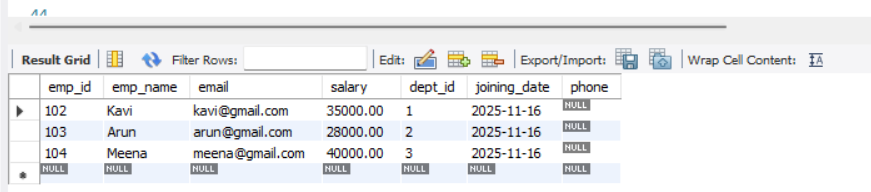 44
Result Grid Filter Rows: Edit: Export/Import: Wrap Cell Content: IA
emp_id emp_name email salary dept_id joining_date phone
102 Kavi kavi@gmail.com 35000.00 1 2025-11-16 NULL
103 Arun arun@gmail.com 28000.00 2 2025-11-16 NULL
104 Meena meena@gmail.com 40000.00 3 2025-11-16 NULL
NULL NULL NULL NULL NULL NULL NULL